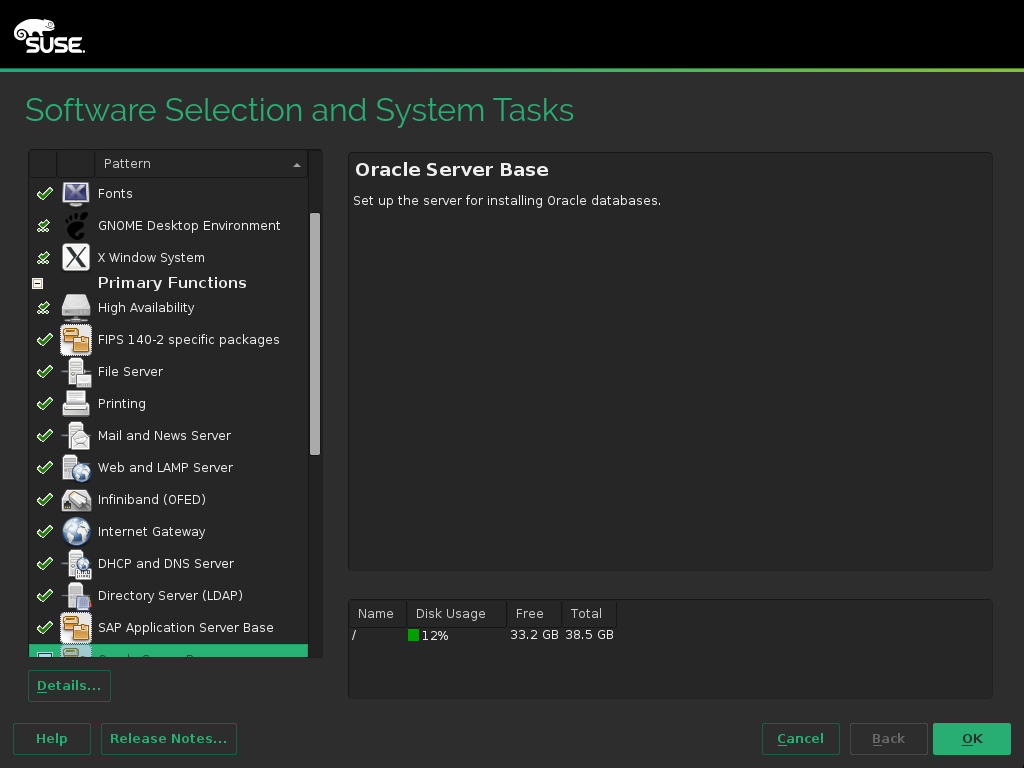 SUSE.
Software Selection and System Tasks
Pattern
Fonts
GNOME Desktop Environment
X Window System
Primary Functions
High Availability
FIPS 140-2 specific packages
File Server
Printing
Mail and News Server
Web and LAMP Server
Infiniband (OFED)
Internet Gateway
DHCP and DNS Server
Directory Server (LDAP)
SAP Application Server Base
Details...
Oracle Server Base
Set up the server for installing Oracle databases.
Name Disk Usage Free Total
/ 12% 33.2 GB 38.5 GB
Help Release Notes... Cancel Back OK